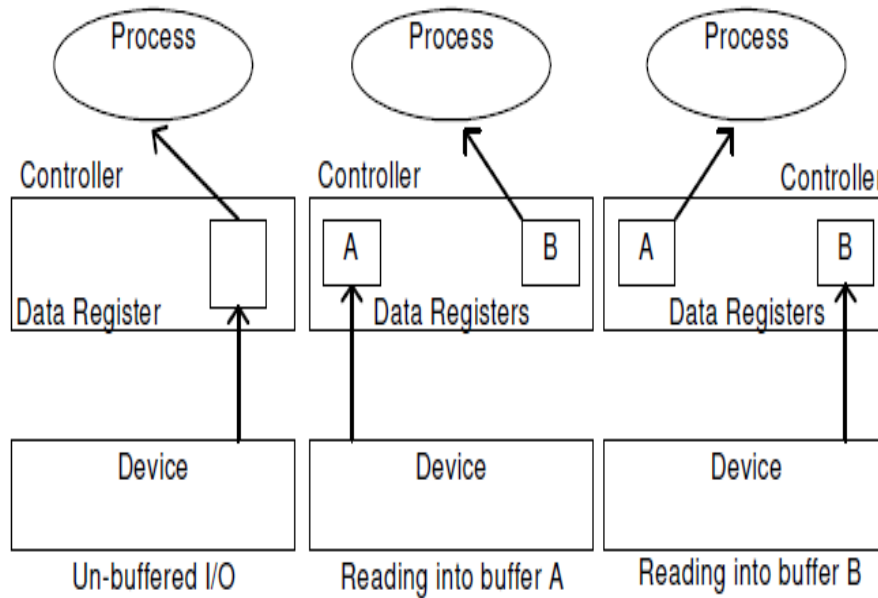 Process
Process
Process
Controller
Controller
Controller
A
B
A
B
Data Register
Data Registers
Data Registers
Device
Device
Device
Un-buffered I/O
Reading into buffer A
Reading into buffer B